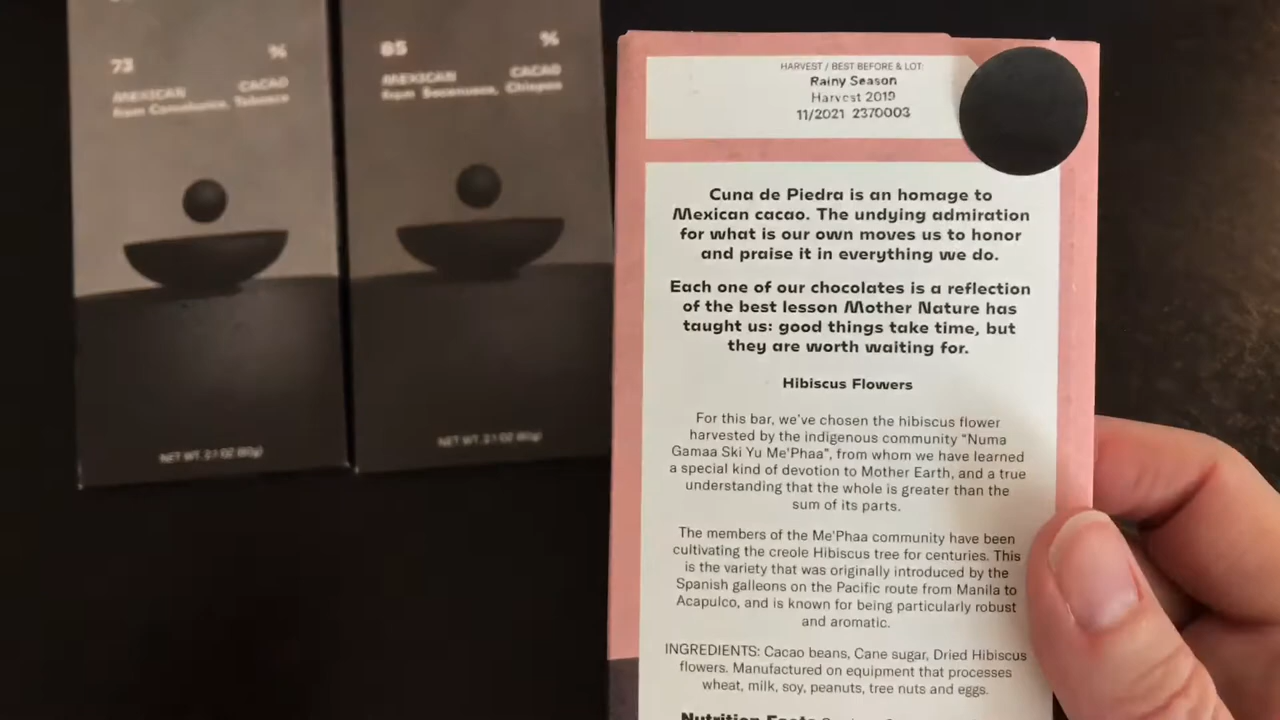 73 %
MEXICAN CACAO
from Comalcalco, Tabasco
NET WT. 2.1 OZ (60g)
85 %
MEXICAN CACAO
from Soconusco, Chiapas
NET WT. 2.1 OZ (60g)
HARVEST / BEST BEFORE & LOT:
Rainy Season
Harvest 2019
11/2021 2370003
Cuna de Piedra is an homage to
Mexican cacao. The undying admiration
for what is our own moves us to honor
and praise it in everything we do.
Each one of our chocolates is a reflection
of the best lesson Mother Nature has
taught us: good things take time, but
they are worth waiting for.
Hibiscus Flowers
For this bar, we've chosen the hibiscus flower
harvested by the indigenous community "Numa
Gamaa Ski Yu Me'Phaa", from whom we have learned
a special kind of devotion to Mother Earth, and a true
understanding that the whole is greater than the
sum of its parts.
The members of the Me'Phaa community have been
cultivating the creole Hibiscus tree for centuries. This
is the variety that was originally introduced by the
Spanish galleons on the Pacific route from Manila to
Acapulco, and is known for being particularly robust
and aromatic.
INGREDIENTS: Cacao beans, Cane sugar, Dried Hibiscus
flowers. Manufactured on equipment that processes
wheat, milk, soy, peanuts, tree nuts and eggs.
Nutrition Facts